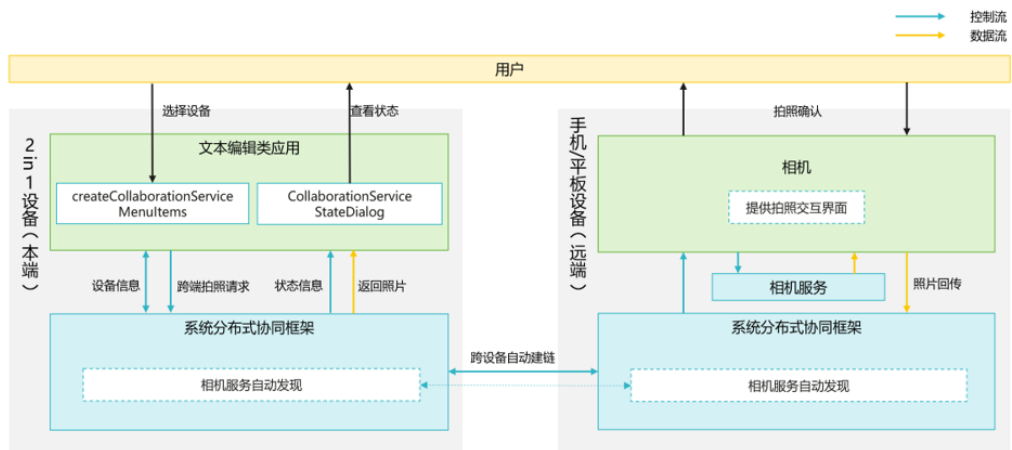 控制流
数据流
用户
选择设备
查看状态
拍照确认
2in1设备（本端）
文本编辑类应用
createCollaborationService
MenuItems
CollaborationService
StateDialog
手机/平板设备（远端）
相机
提供拍照交互界面
设备信息
跨端拍照请求
状态信息
返回照片
相机服务
照片回传
系统分布式协同框架
系统分布式协同框架
跨设备自动建链
相机服务自动发现
相机服务自动发现